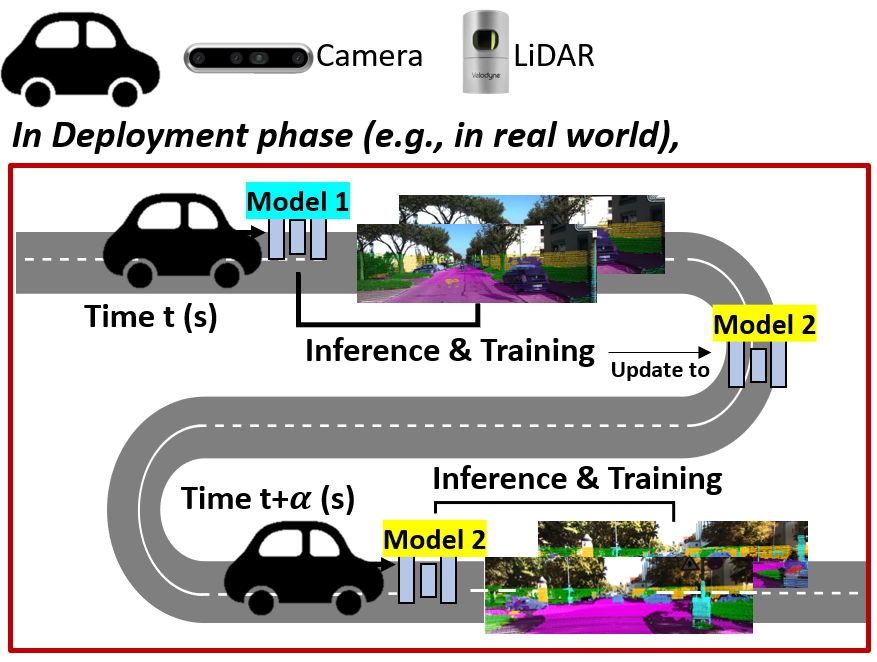 Camera
Velodyne
LiDAR
In Deployment phase (e.g., in real world),
Model 1
Time t (s)
Inference & Training
Update to
Model 2
Inference & Training
Time t+α (s)
Model 2